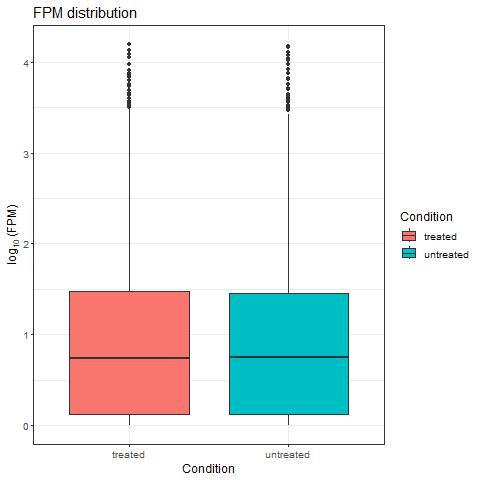 FPM distribution
4
3
2
1
0
log₁₀(FPM)
treated
untreated
Condition
Condition
treated
untreated